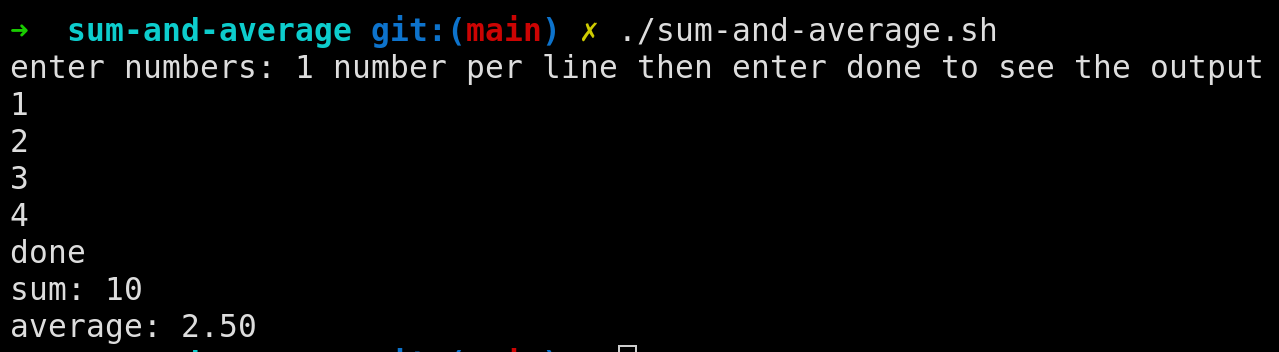 ➜  sum-and-average git:(main) ✗ ./sum-and-average.sh
enter numbers: 1 number per line then enter done to see the output
1
2
3
4
done
sum: 10
average: 2.50